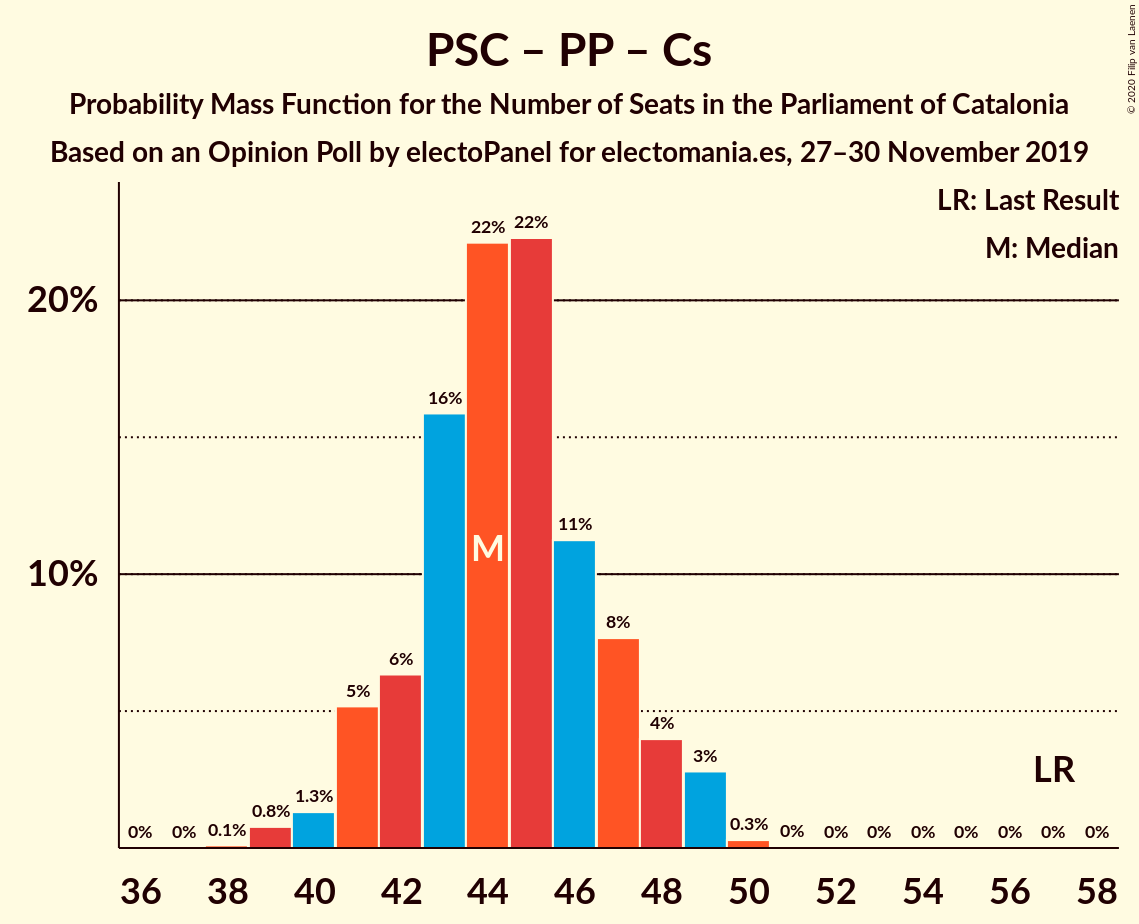 PSC – PP – Cs
Probability Mass Function for the Number of Seats in the Parliament of Catalonia
Based on an Opinion Poll by electoPanel for electomania.es, 27–30 November 2019
© 2020 Filip van Laenen
LR: Last Result
M: Median
20%
10%
0% 0% 0.1% 0.8% 1.3% 5% 6% 16% 22% 22% 11% 8% 4% 3% 0.3% 0% 0% 0% 0% 0% 0% 0% 0%
M
LR
36 38 40 42 44 46 48 50 52 54 56 58